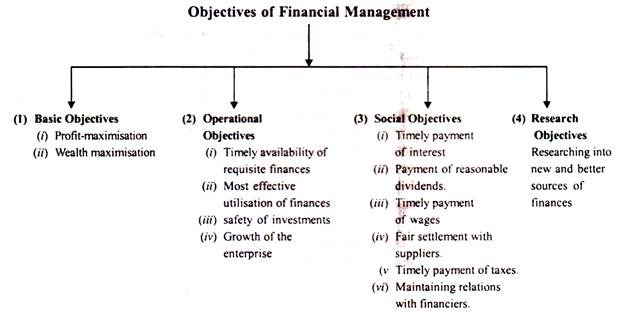 Objectives of Financial Management
(1) Basic Objectives
(i) Profit-maximisation
(ii) Wealth maximisation
(2) Operational
Objectives
(i) Timely availability of
requisite finances
(ii) Most effective
utilisation of finances
(iii) safety of investments
(iv) Growth of the
enterprise
(3) Social Objectives
(i) Timely payment
of interest
(ii) Payment of reasonable
dividends.
(iii) Timely payment
of wages
(iv) Fair settlement with
suppliers.
(v Timely payment of taxes.
(vi) Maintaining relations
with financiers.
(4) Research
Objectives
Researching into
new and better
sources of
finances